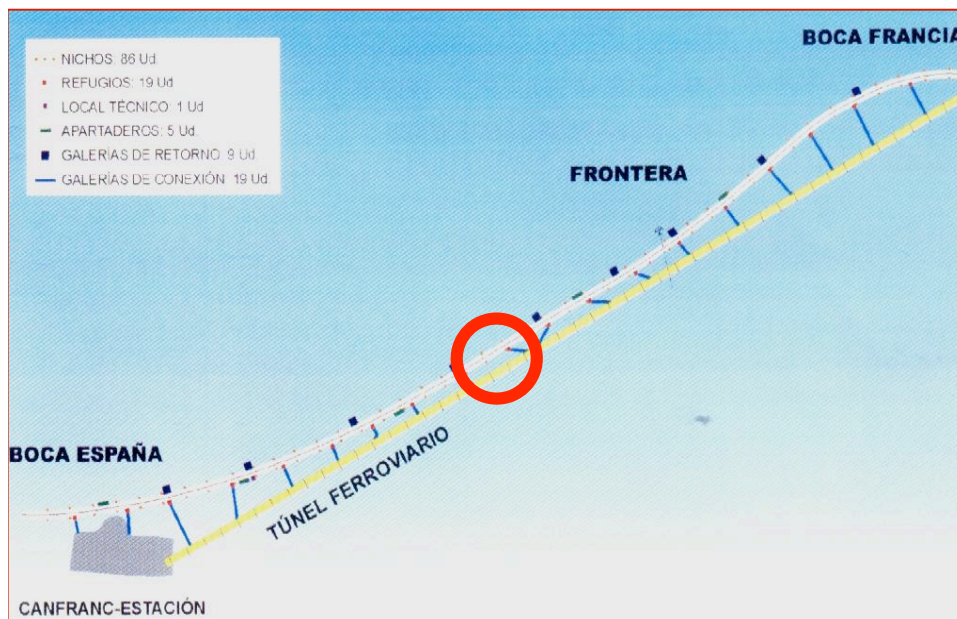 BOCA FRANCIA
NICHOS: 86 Ud.
REFUGIOS: 19 Ud.
LOCAL TÉCNICO: 1 Ud.
APARTADEROS: 5 Ud.
GALERÍAS DE RETORNO: 9 Ud.
GALERÍAS DE CONEXIÓN: 19 Ud.
FRONTERA
BOCA ESPAÑA
TÚNEL FERROVIARIO
CANFRANC-ESTACIÓN